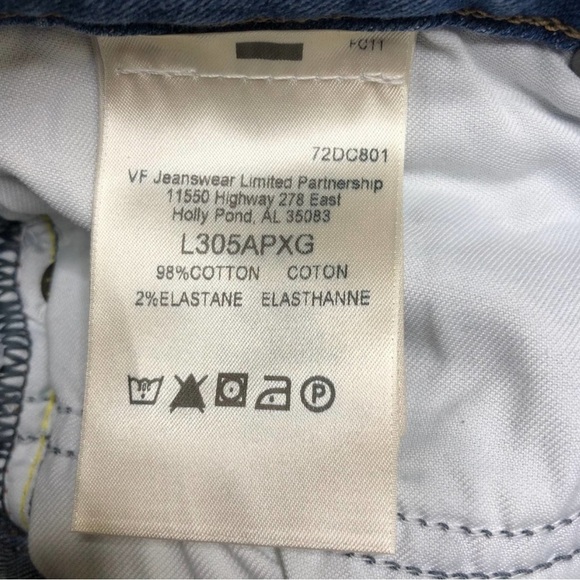 FC11
72DC801
VF Jeanswear Limited Partnership
11550 Highway 278 East
Holly Pond, AL 35083
L305APXG
98%COTTON COTON
2%ELASTANE ELASTHANNE
P